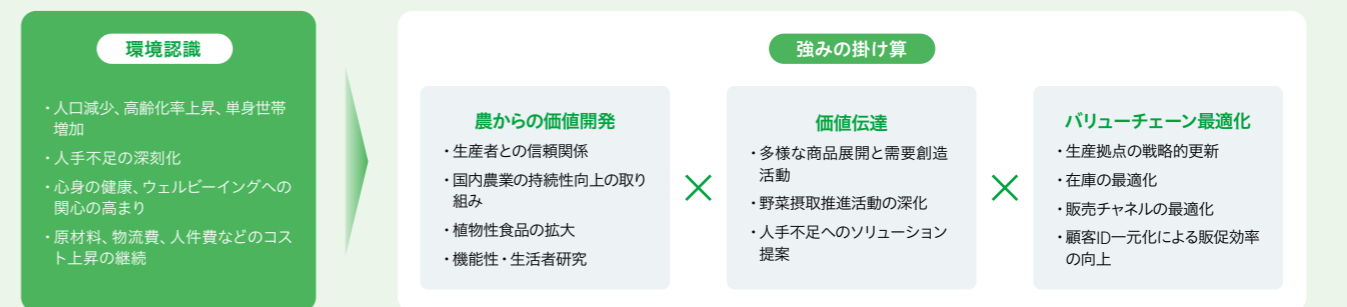 環境認識
・人口減少、高齢化率上昇、単身世帯
増加
・人手不足の深刻化
・心身の健康、ウェルビーイングへの
関心の高まり
・原材料、物流費、人件費などのコス
ト上昇の継続
強みの掛け算
農からの価値開発
・生産者との信頼関係
・国内農業の持続性向上の取り
組み
・植物性食品の拡大
・機能性・生活者研究
×
価値伝達
・多様な商品展開と需要創造
活動
・野菜摂取推進活動の深化
・人手不足へのソリューション
提案
×
バリューチェーン最適化
・生産拠点の戦略的更新
・在庫の最適化
・販売チャネルの最適化
・顧客ID一元化による販促効率
の向上